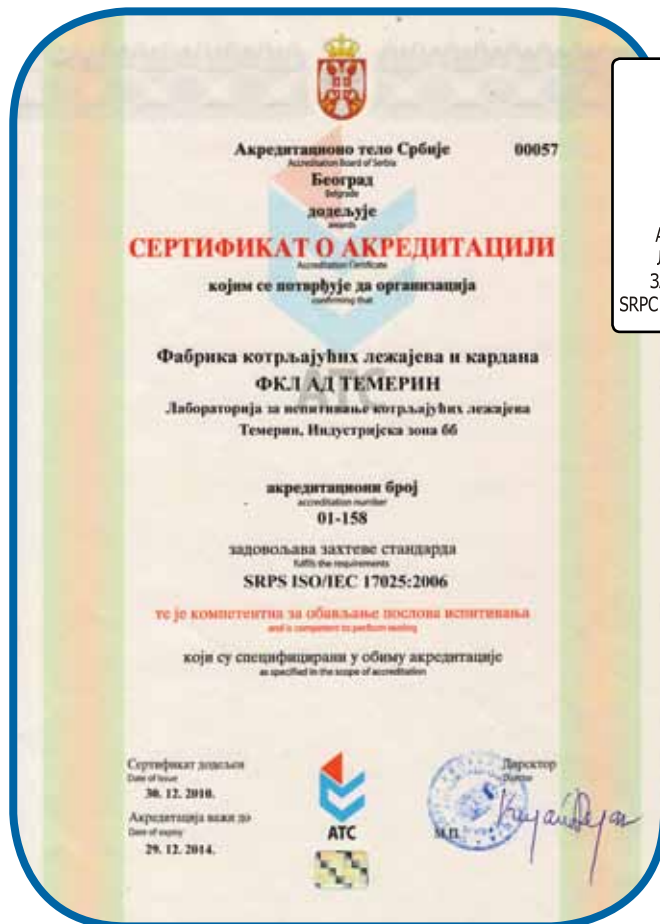 Акредитационо тело Србије 00057
Accreditation Board of Serbia
Београд
Belgrade
додељује
awards
СЕРТИФИКАТ О АКРЕДИТАЦИЈИ
Accreditation Certificate
којим се потврђује да организација
confirming that
Фабрика котрљајућих лежајева и кардана
ФКЛ АД ТЕМЕРИН
АТС
Лабораторија за испитивање котрљајућих лежајева
Темерин, Индустријска зона бб
акредитациони број
accreditation number
01-158
задовољава захтеве стандарда
fulfils the requirements
SRPS ISO/IEC 17025:2006
те је компетентна за обављање послова испитивања
and is competent to perform testing
који су специфицирани у обиму акредитације
as specified in the scope of accreditation
Сертификат додељен
Date of issue
30. 12. 2010.
Акредитација важи до
Date of expiry
29. 12. 2014.
АТС
М.П.
Директор
SRPC